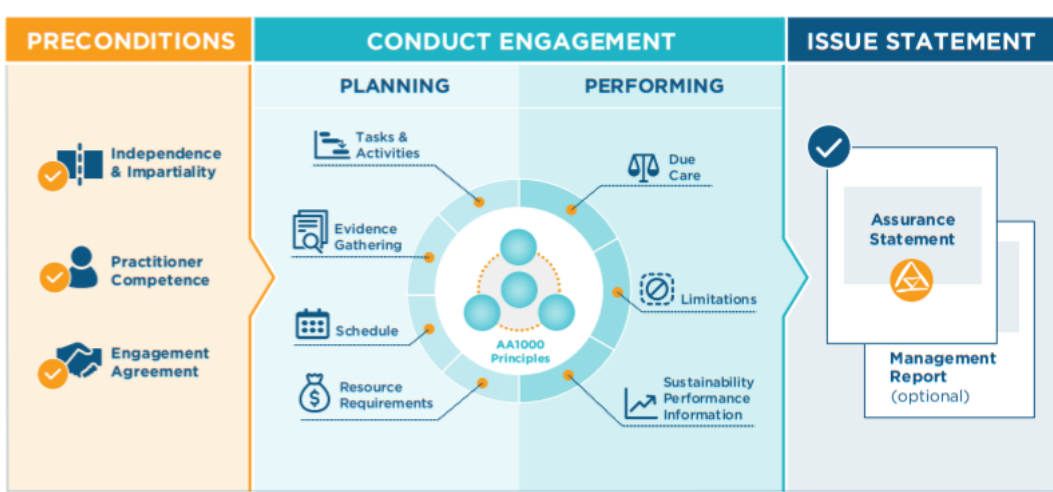 PRECONDITIONS
Independence
& Impartiality
Practitioner
Competence
Engagement
Agreement
CONDUCT ENGAGEMENT
PLANNING
Tasks &
Activities
Evidence
Gathering
Schedule
Resource
Requirements
AA1000
Principles
PERFORMING
Due
Care
Limitations
Sustainability
Performance
Information
ISSUE STATEMENT
Assurance
Statement
Management
Report
(optional)